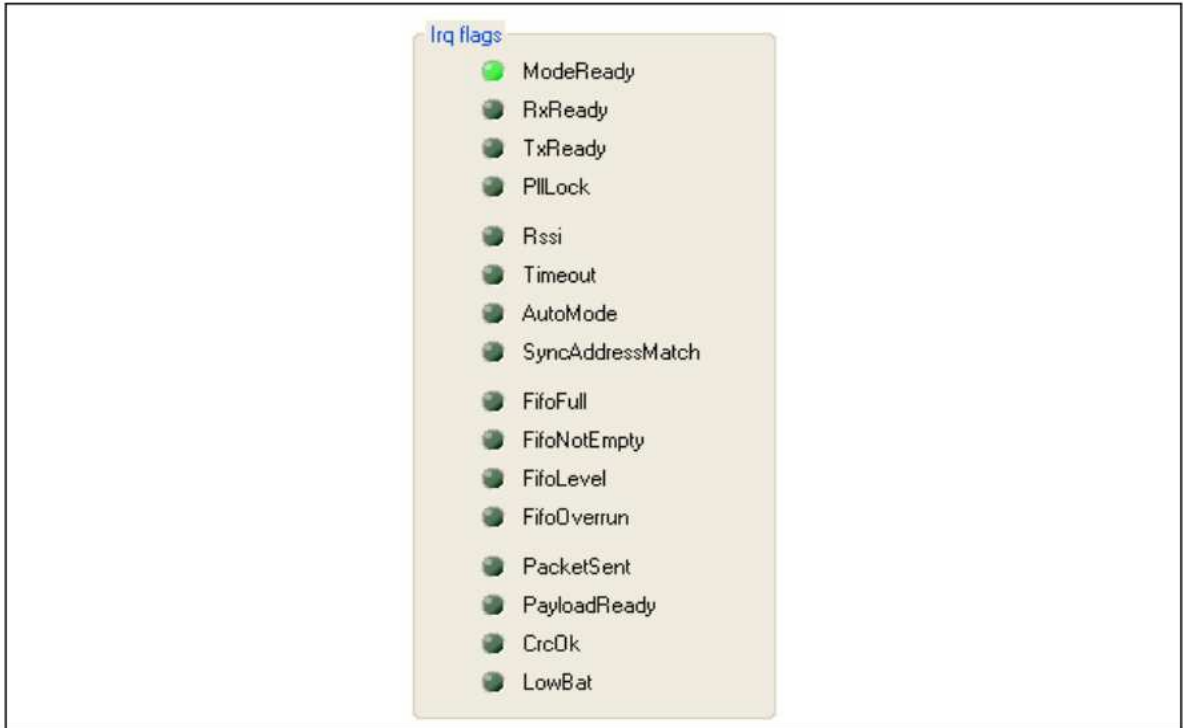 Irq flags
ModeReady
RxReady
TxReady
PllLock
Rssi
Timeout
AutoMode
SyncAddressMatch
FifoFull
FifoNotEmpty
FifoLevel
FifoOverrun
PacketSent
PayloadReady
CrcOk
LowBat